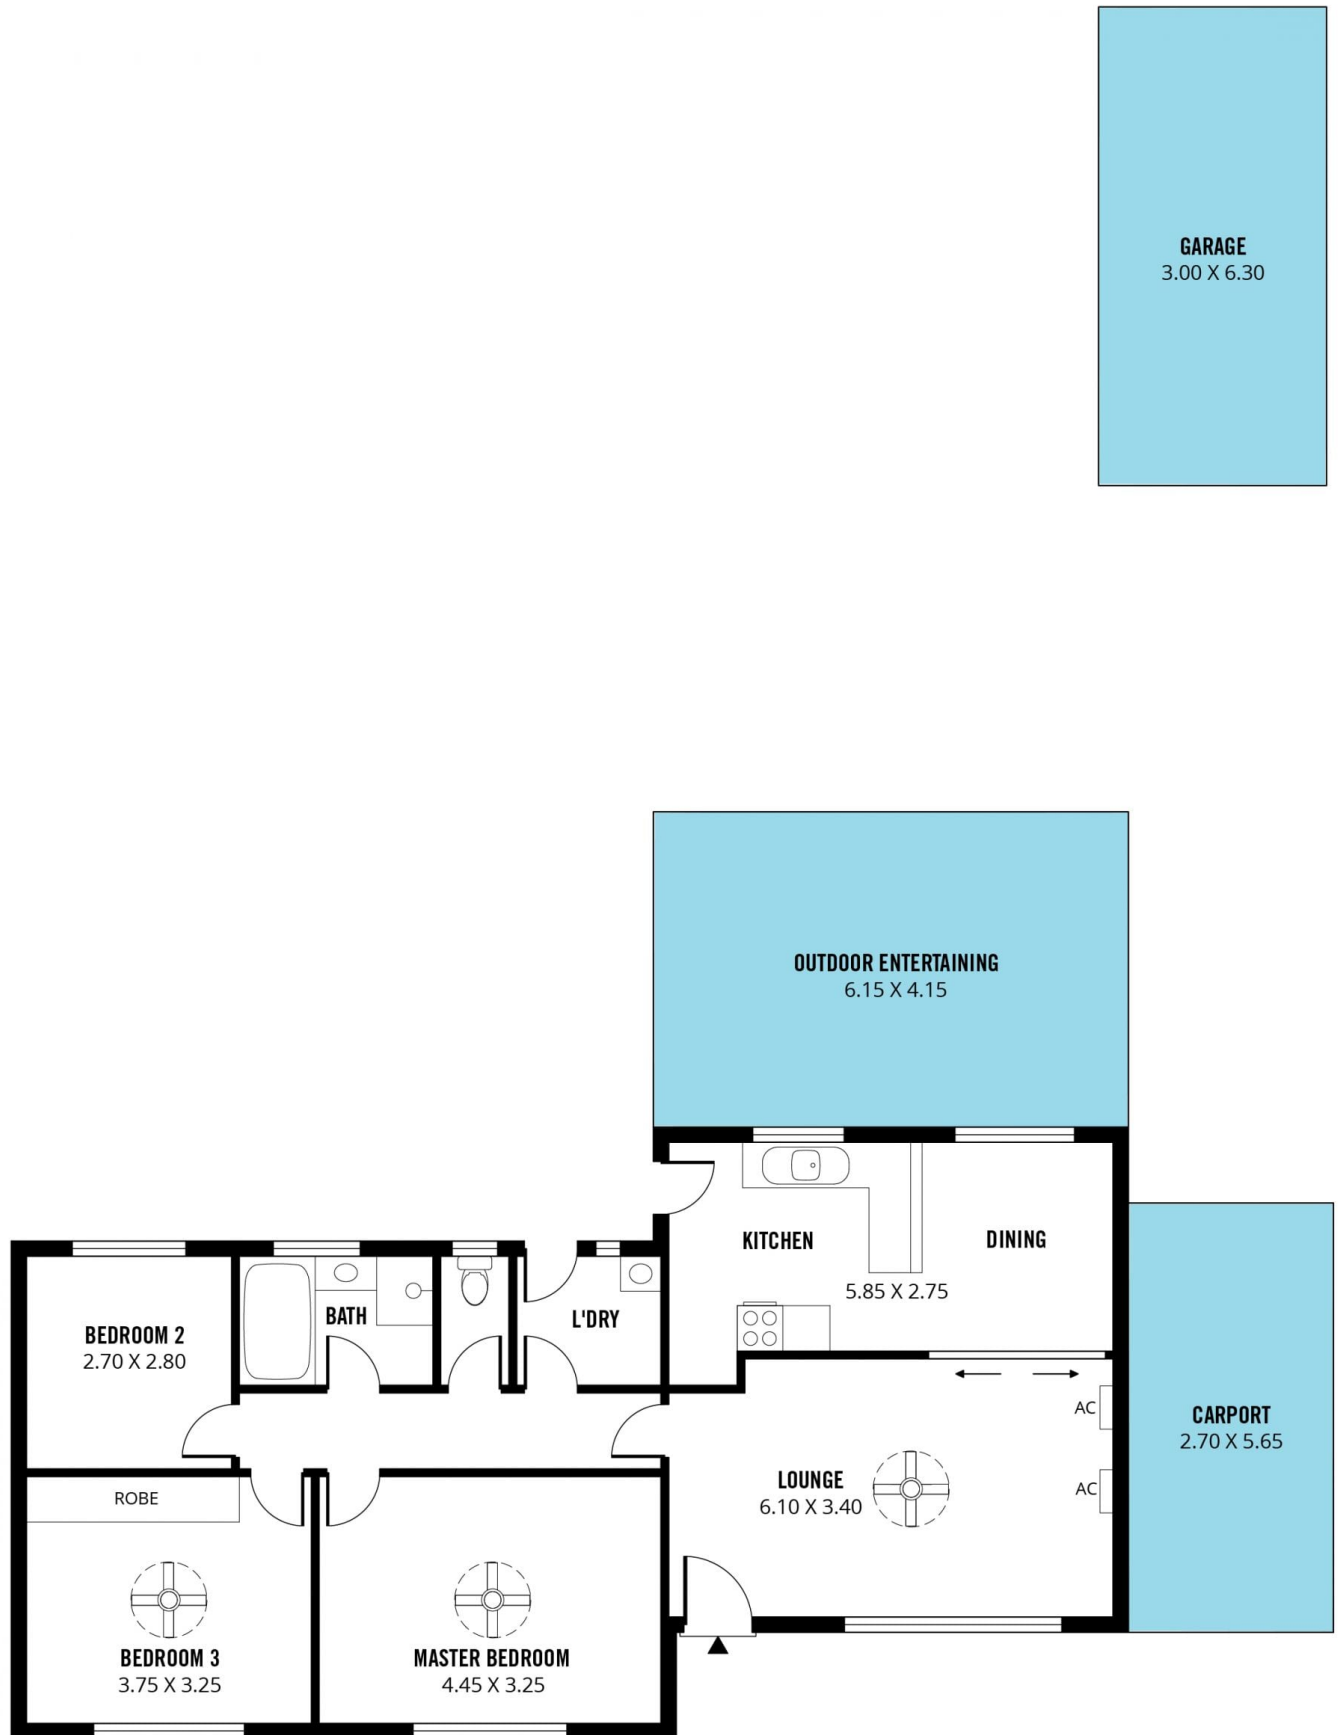 GARAGE
3.00 X 6.30
OUTDOOR ENTERTAINING
6.15 X 4.15
KITCHEN
DINING
5.85 X 2.75
BATH
L'DRY
BEDROOM 2
2.70 X 2.80
AC
CARPORT
2.70 X 5.65
LOUNGE
6.10 X 3.40
AC
ROBE
BEDROOM 3
3.75 X 3.25
MASTER BEDROOM
4.45 X 3.25